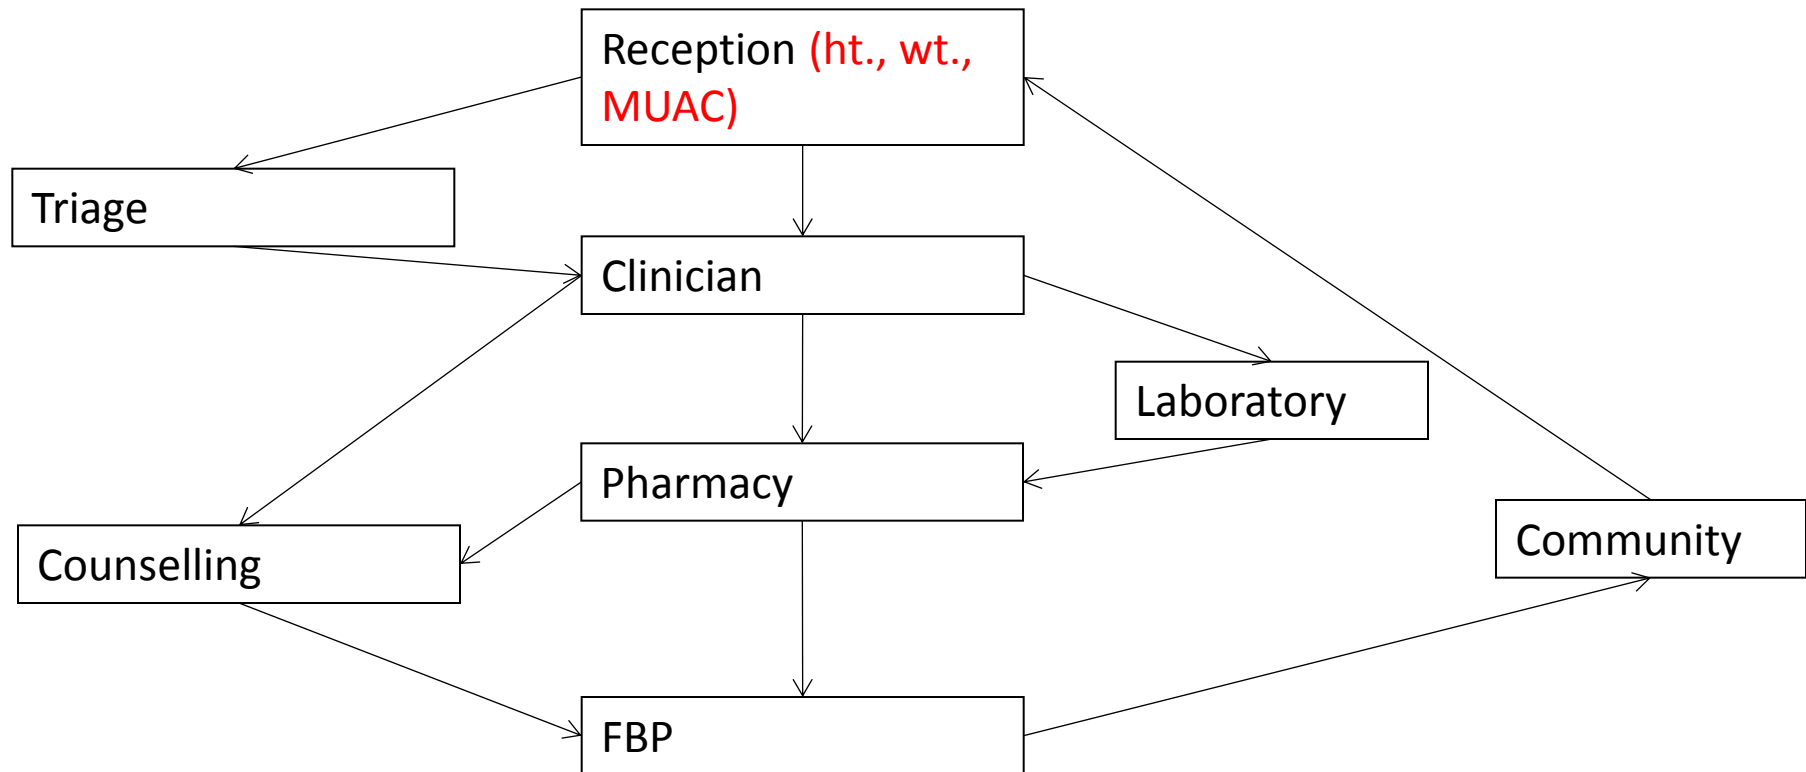 Reception (ht., wt.,
MUAC)
Triage
Clinician
Laboratory
Pharmacy
Community
Counselling
FBP